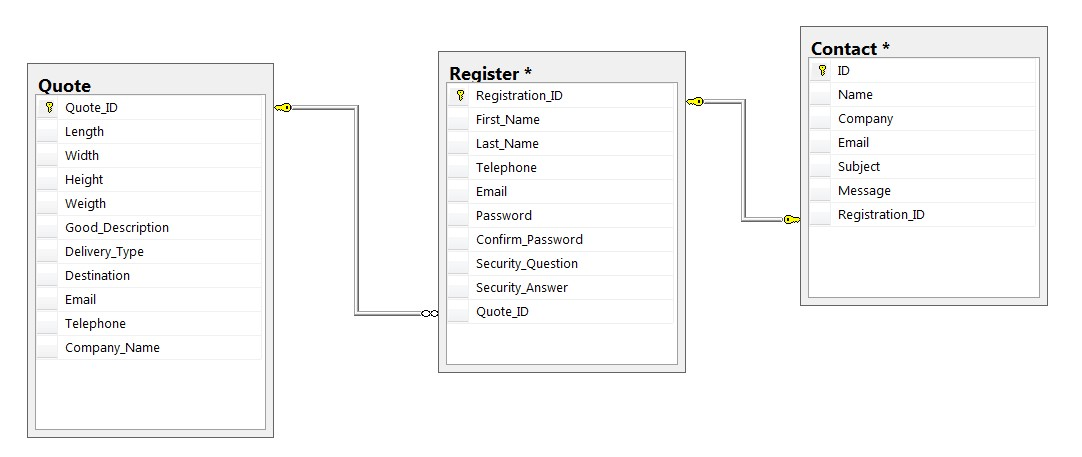 Quote
Quote_ID
Length
Width
Height
Weigth
Good_Description
Delivery_Type
Destination
Email
Telephone
Company_Name
Register *
Registration_ID
First_Name
Last_Name
Telephone
Email
Password
Confirm_Password
Security_Question
Security_Answer
Quote_ID
Contact *
ID
Name
Company
Email
Subject
Message
Registration_ID